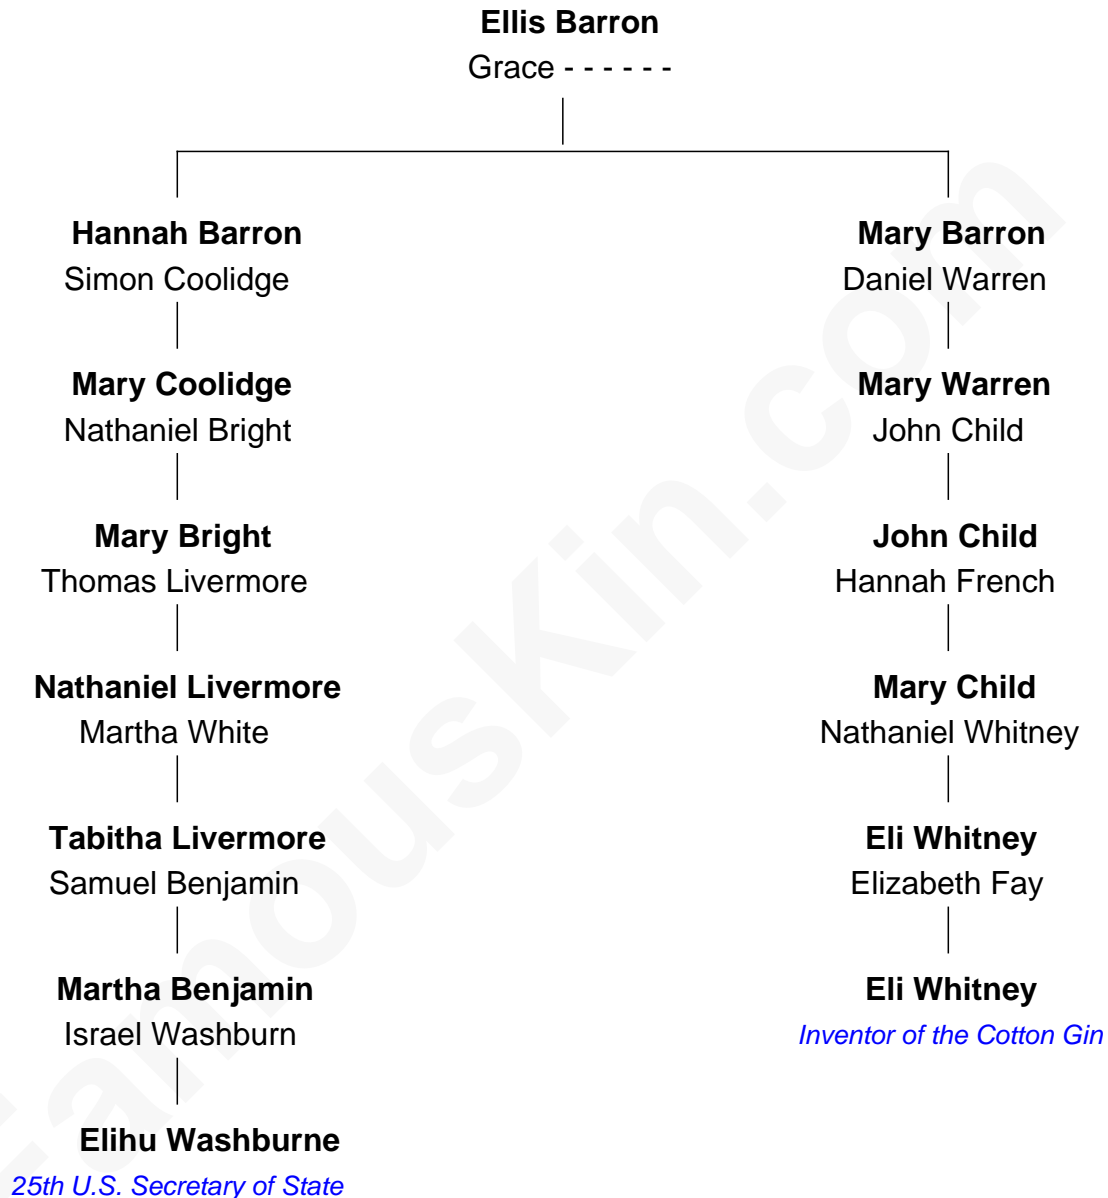 Ellis Barron
Grace - - - - - -
Hannah Barron
Simon Coolidge
Mary Barron
Daniel Warren
Mary Coolidge
Nathaniel Bright
Mary Warren
John Child
Mary Bright
Thomas Livermore
John Child
Hannah French
Nathaniel Livermore
Martha White
Mary Child
Nathaniel Whitney
Tabitha Livermore
Samuel Benjamin
Eli Whitney
Elizabeth Fay
Martha Benjamin
Israel Washburn
Eli Whitney
Inventor of the Cotton Gin
Elihu Washburne
25th U.S. Secretary of State
FamousKin.com